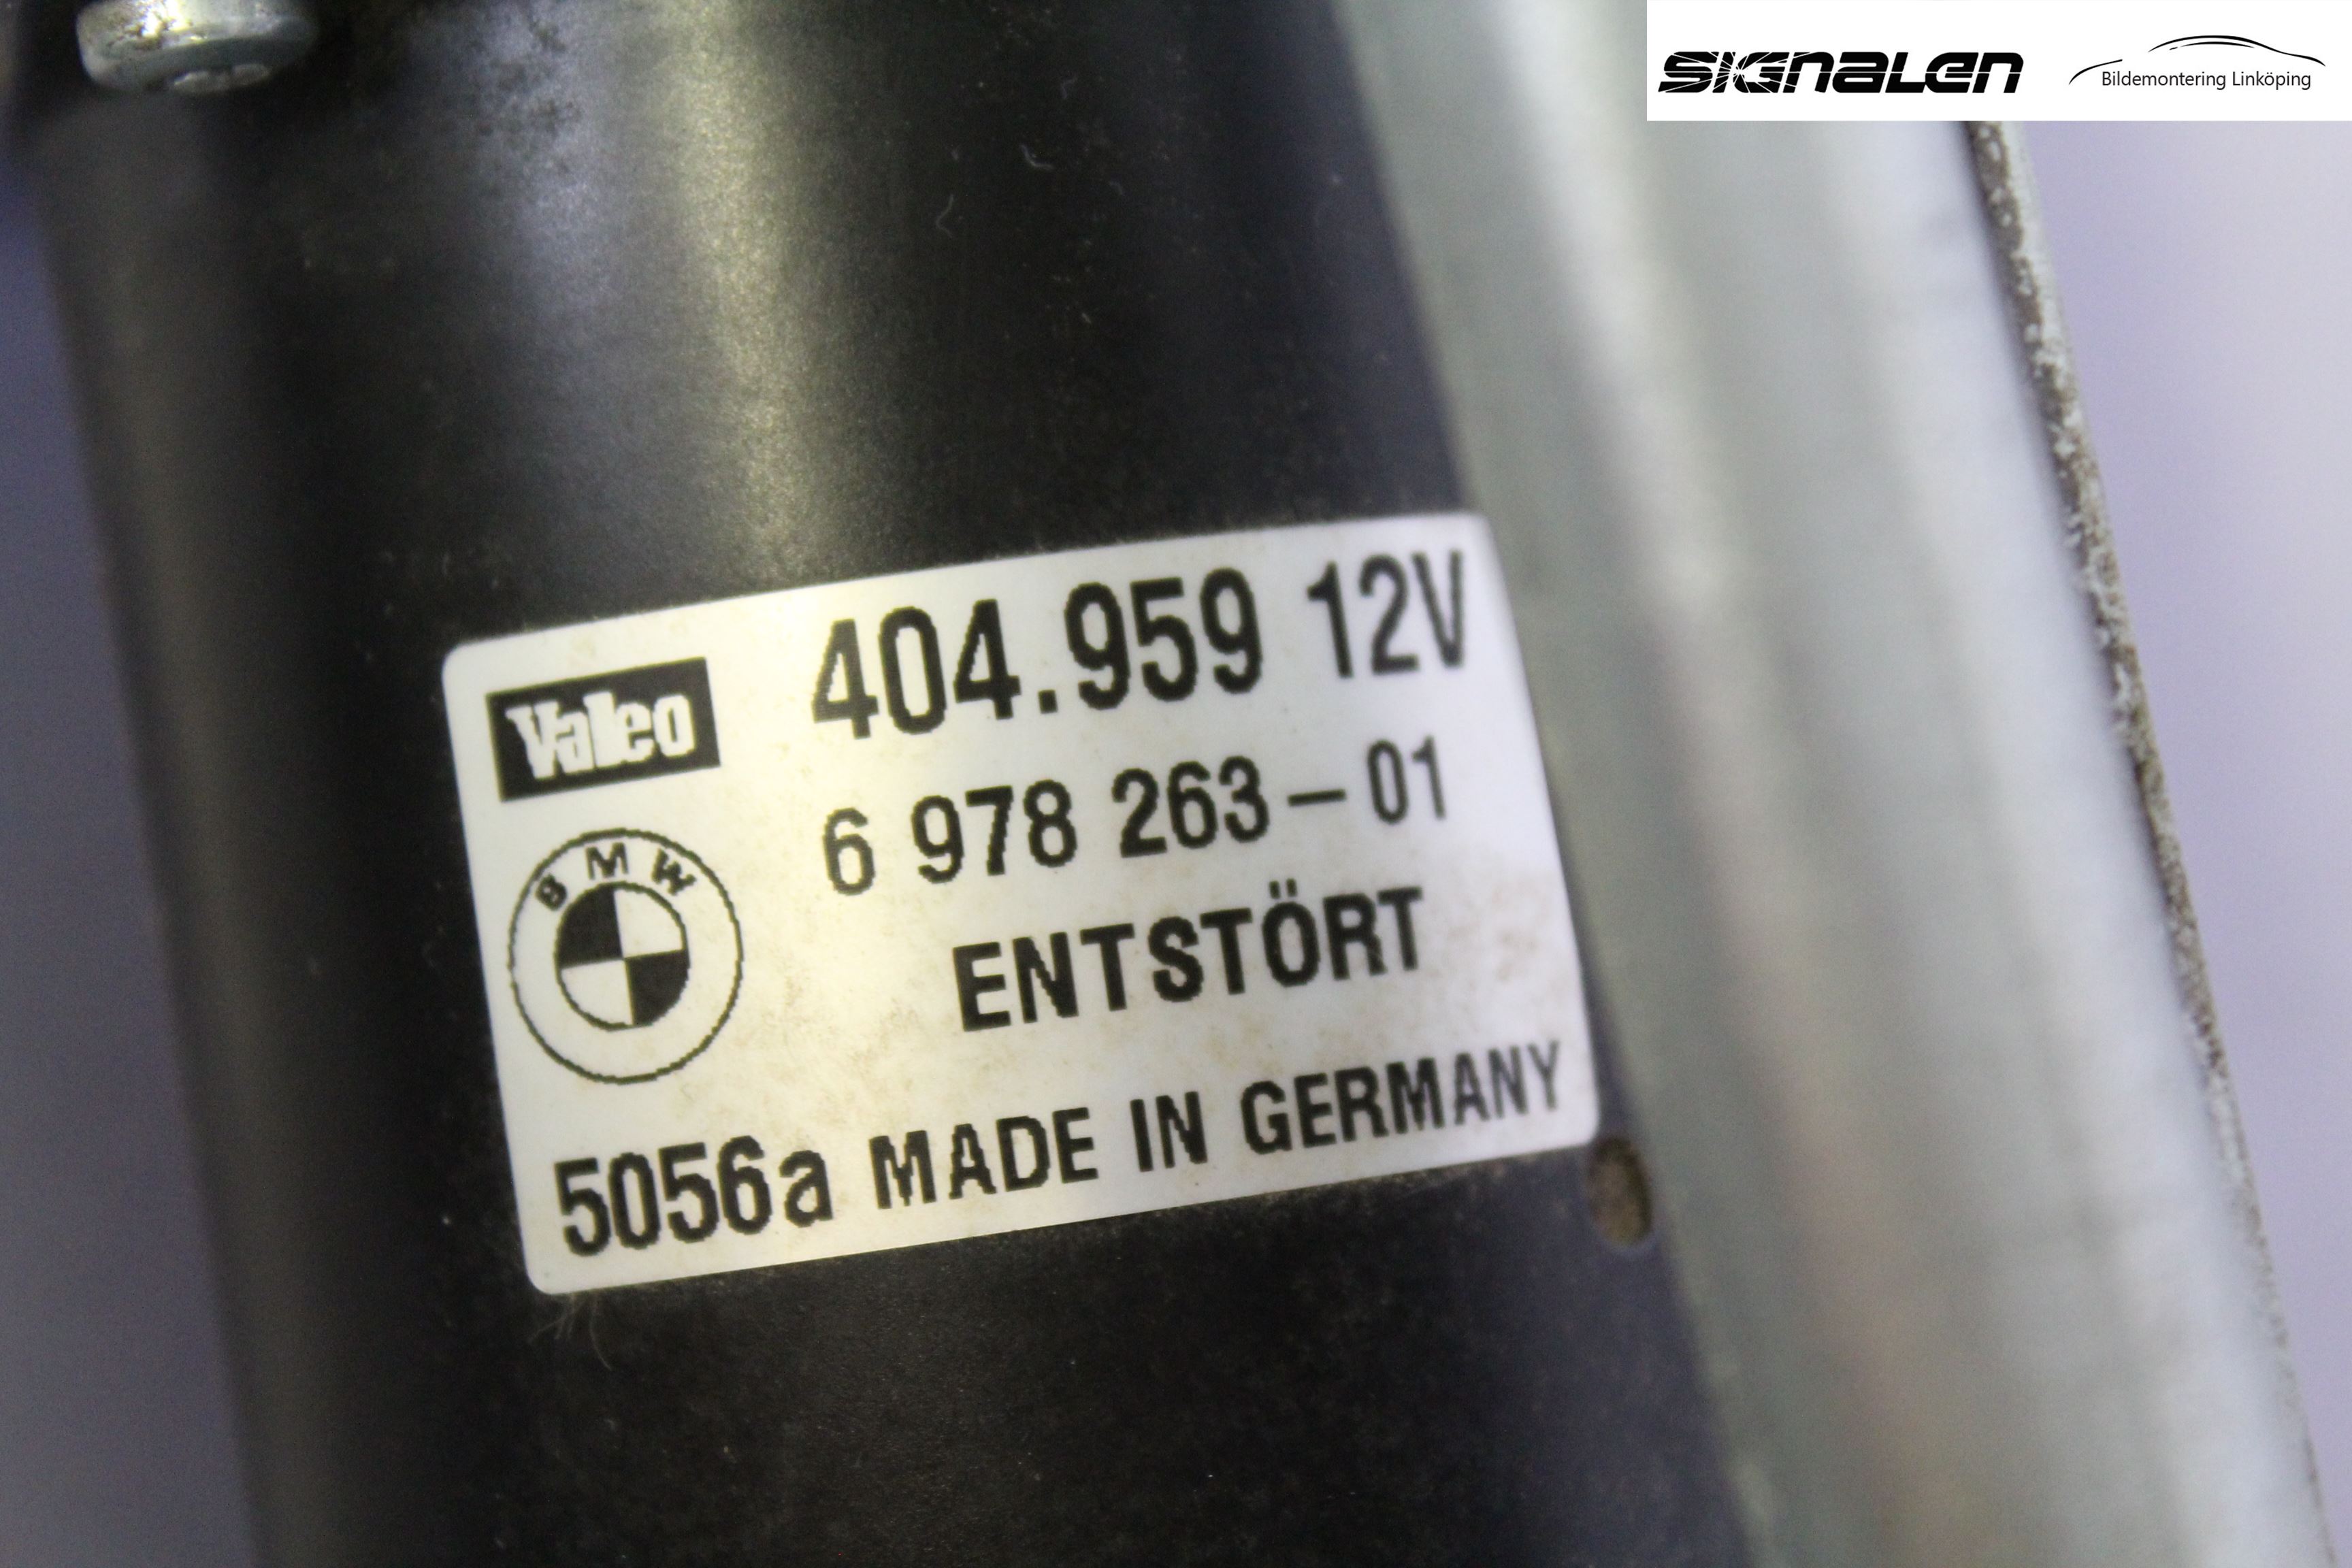 SIGNALEN
Bildemontering Linköping
Valeo 404.959 12V
6 978 263-01
BMW
ENTSTÖRT
5056a MADE IN GERMANY